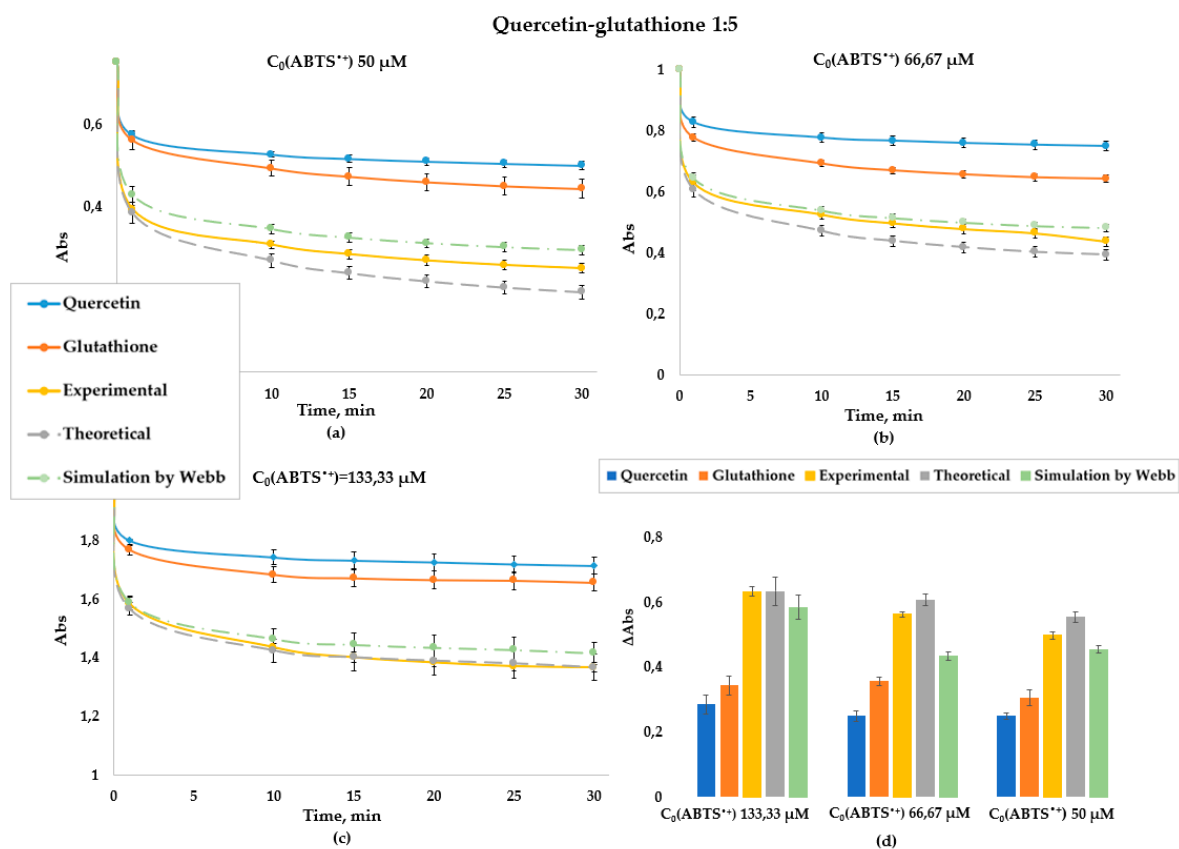 Quercetin-glutathione 1:5
C₀(ABTS•⁺) 50 µM
0,6
0,4
Abs
10 15 20 25 30
Time, min
(a)
C₀(ABTS•⁺) 66,67 µM
1
0,8
0,6
0,4
0,2
0
Abs
0 5 10 15 20 25 30
Time, min
(b)
Quercetin
Glutathione
Experimental
Theoretical
Simulation by Webb
C₀(ABTS•⁺)=133,33 µM
1,8
1,6
1,4
1,2
1
Abs
0 5 10 15 20 25 30
Time, min
(c)
Quercetin Glutathione Experimental Theoretical Simulation by Webb
0,8
0,6
0,4
0,2
0
ΔAbs
C₀(ABTS•⁺) 133,33 µM C₀(ABTS•⁺) 66,67 µM C₀(ABTS•⁺) 50 µM
(d)